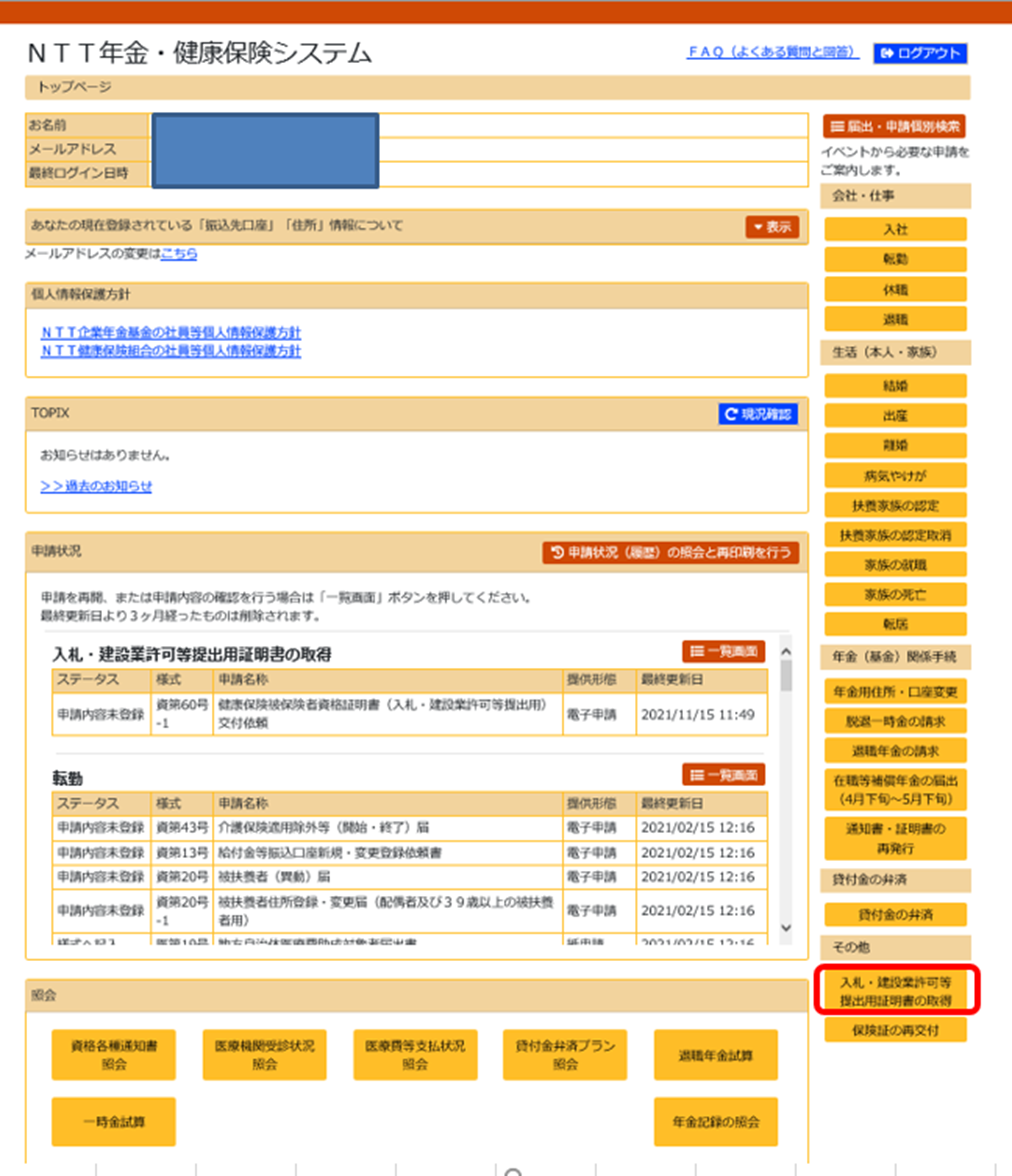 ＮＴＴ年金・健康保険システム
ＦＡＱ（よくある質問と回答）
ログアウト
トップページ
お名前
メールアドレス
最終ログイン日時
あなたの現在登録されている「振込先口座」「住所」情報について
表示
メールアドレスの変更はこちら
個人情報保護方針
ＮＴＴ企業年金基金の社員等個人情報保護方針
ＮＴＴ健康保険組合の社員等個人情報保護方針
TOPIX
現況確認
お知らせはありません。
＞＞過去のお知らせ
申請状況
申請状況（履歴）の照会と再印刷を行う
申請を再開、または申請内容の確認を行う場合は「一覧画面」ボタンを押してください。
最終更新日より３ヶ月経ったものは削除されます。
入札・建設業許可等提出用証明書の取得
一覧画面
ステータス 様式 申請名称 提供形態 最終更新日
申請内容未登録 資第60号-1 健康保険被保険者資格証明書（入札・建設業許可等提出用）
交付依頼 電子申請 2021/11/15 11:49
転勤
一覧画面
ステータス 様式 申請名称 提供形態 最終更新日
申請内容未登録 資第43号 介護保険適用除外等（開始・終了）届 電子申請 2021/02/15 12:16
申請内容未登録 資第13号 給付金等振込口座新規・変更登録依頼書 電子申請 2021/02/15 12:16
申請内容未登録 資第20号 被扶養者（異動）届 電子申請 2021/02/15 12:16
申請内容未登録 資第20号-1 被扶養者住所登録・変更届（配偶者及び３９歳以上の被扶養
者用） 電子申請 2021/02/15 12:16
様式へ記入 医第19号 地方自治体医療費助成対象者届出書 紙申請 2021/02/15 12:16
照会
資格各種通知書
照会
医療機関受診状況
照会
医療費等支払状況
照会
貸付金弁済プラン
照会
退職年金試算
一時金試算
年金記録の照会
届出・申請個別検索
イベントから必要な申請を
ご案内します。
会社・仕事
入社
転勤
休職
退職
生活（本人・家族）
結婚
出産
離婚
病気やけが
扶養家族の認定
扶養家族の認定取消
家族の就職
家族の死亡
転居
年金（基金）関係手続
年金用住所・口座変更
脱退一時金の請求
退職年金の請求
在職等補償年金の届出
（4月下旬～5月下旬）
通知書・証明書の
再発行
貸付金の弁済
貸付金の弁済
その他
入札・建設業許可等
提出用証明書の取得
保険証の再交付